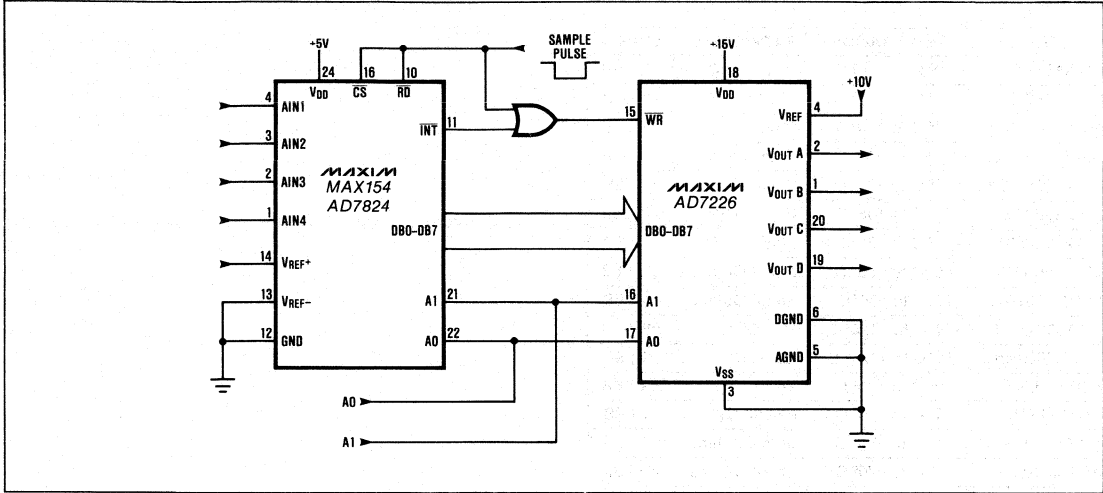 SAMPLE
PULSE
+5V
24
VDD
16
CS
10
RD
4 AIN1
3 AIN2
2 AIN3
1 AIN4
14 VREF+
13 VREF–
12 GND
INT 11
MAXIM
MAX154
AD7824
DB0–DB7
A1 21
A0 22
A0
A1
+15V
18
VDD
15 WR
MAXIM
AD7226
DB0–DB7
16 A1
17 A0
+10V
VREF 4
VOUT A 2
VOUT B 1
VOUT C 20
VOUT D 19
DGND 6
AGND 5
VSS
3